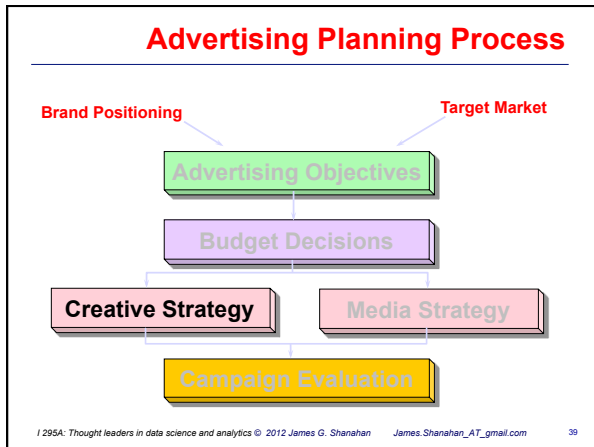 Advertising Planning Process
Brand Positioning
Target Market
Advertising Objectives
Budget Decisions
Creative Strategy
Media Strategy
Campaign Evaluation
I 295A: Thought leaders in data science and analytics © 2012 James G. Shanahan James.Shanahan_AT_gmail.com 39